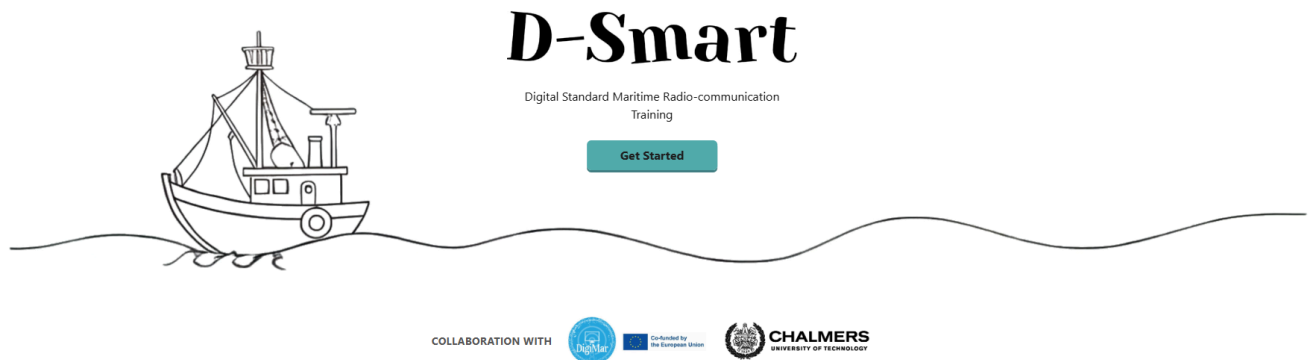 D-Smart
Digital Standard Maritime Radio-communication
Training
Get Started
COLLABORATION WITH
DigiMar
Co-funded by
the European Union
CHALMERS
UNIVERSITY OF TECHNOLOGY